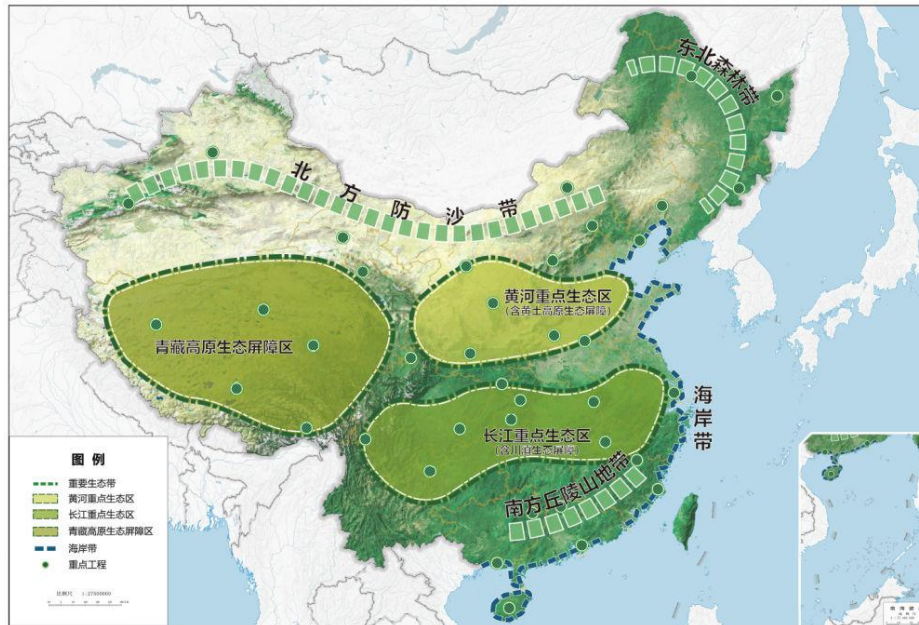 东北森林带
北方防沙带
黄河重点生态区
(含黄土高原生态屏障)
青藏高原生态屏障区
海岸带
长江重点生态区
(含川滇生态屏障)
南方丘陵山地带
图例
重要生态带
黄河重点生态区
长江重点生态区
青藏高原生态屏障区
海岸带
重点工程
比例尺 1:27500000